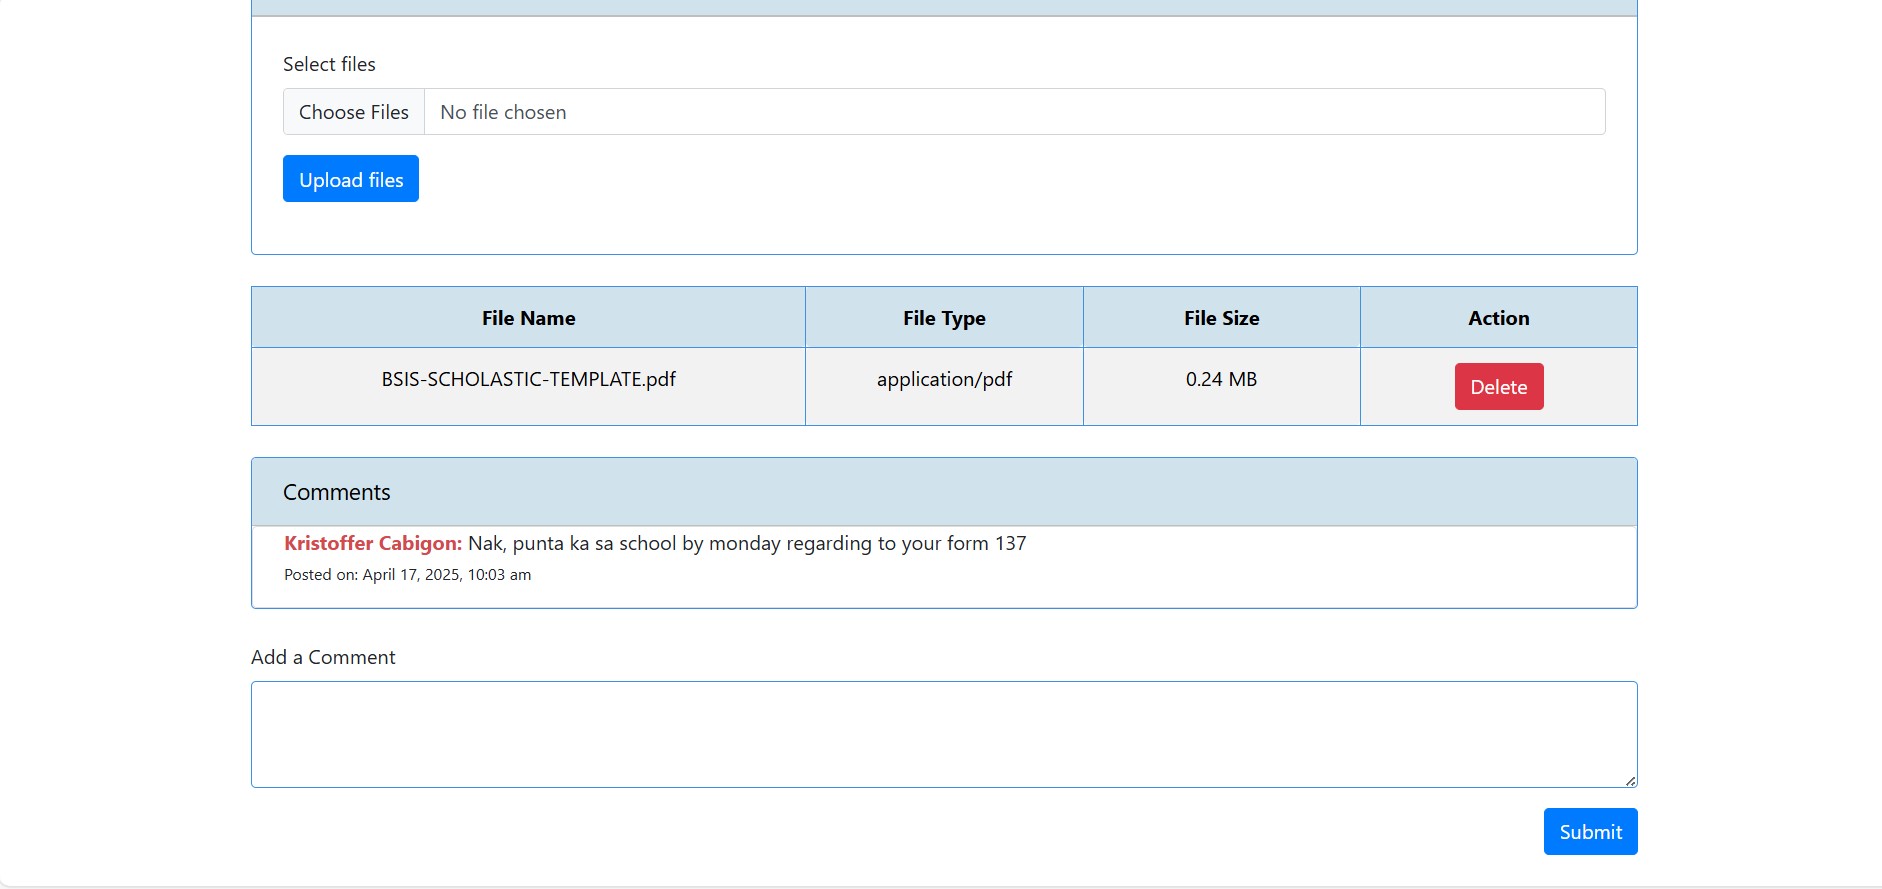 Select files
Choose Files No file chosen
Upload files
File Name File Type File Size Action
BSIS-SCHOLASTIC-TEMPLATE.pdf application/pdf 0.24 MB Delete
Comments
Kristoffer Cabigon: Nak, punta ka sa school by monday regarding to your form 137
Posted on: April 17, 2025, 10:03 am
Add a Comment
Submit